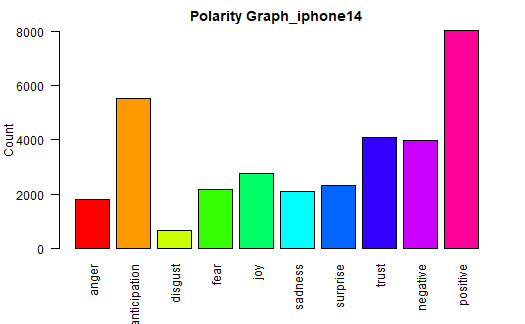 Polarity Graph_iphone14
Count
8000
6000
4000
2000
0
anger
anticipation
disgust
fear
joy
sadness
surprise
trust
negative
positive